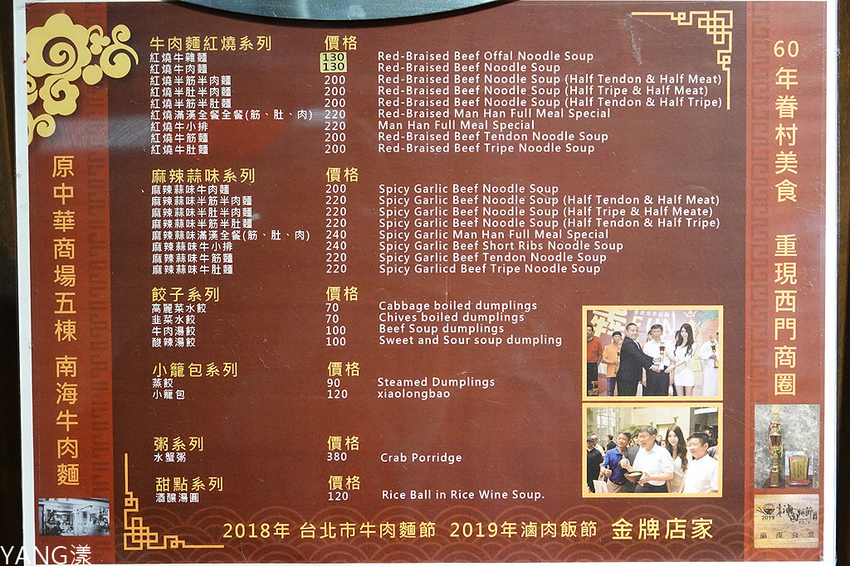 牛肉麵紅燒系列 價格
紅燒牛雜麵 130 Red-Braised Beef Offal Noodle Soup
紅燒牛肉麵 130 Red-Braised Beef Noodle Soup
紅燒半筋半肉麵 200 Red-Braised Beef Noodle Soup (Half Tendon & Half Meat)
紅燒半肚半肉麵 200 Red-Braised Beef Noodle Soup (Half Tripe & Half Meat)
紅燒半筋半肚麵 200 Red-Braised Beef Noodle Soup (Half Tendon & Half Tripe)
紅燒滿漢全餐全餐(筋、肚、肉) 220 Red-Braised Man Han Full Meal Special
紅燒牛小排 220 Man Han Full Meal Special
紅燒牛筋麵 200 Red-Braised Beef Tendon Noodle Soup
紅燒牛肚麵 200 Red-Braised Beef Tripe Noodle Soup
麻辣蒜味系列 價格
麻辣蒜味牛肉麵 200 Spicy Garlic Beef Noodle Soup
麻辣蒜味半筋半肉麵 220 Spicy Garlic Beef Noodle Soup (Half Tendon & Half Meat)
麻辣蒜味半肚半肉麵 220 Spicy Garlic Beef Noodle Soup (Half Tripe & Half Meate)
麻辣蒜味半筋半肚麵 220 Spicy Garlic Beef Noodle Soup (Half Tendon & Half Tripe)
麻辣蒜味滿漢全餐(筋、肚、肉) 240 Spicy Garlic Man Han Full Meal Special
麻辣蒜味牛小排 240 Spicy Garlic Beef Short Ribs Noodle Soup
麻辣蒜味牛筋麵 220 Spicy Garlic Beef Tendon Noodle Soup
麻辣蒜味牛肚麵 220 Spicy Garlicd Beef Tripe Noodle Soup
餃子系列 價格
高麗菜水餃 70 Cabbage boiled dumplings
韭菜水餃 70 Chives boiled dumplings
牛肉湯餃 100 Beef Soup dumplings
酸辣湯餃 100 Sweet and Sour soup dumpling
小籠包系列 價格
蒸餃 90 Steamed Dumplings
小籠包 120 xiaolongbao
粥系列 價格
水蟹粥 380 Crab Porridge
甜點系列 價格
酒釀湯圓 120 Rice Ball in Rice Wine Soup.
2018年 台北市牛肉麵節 2019年滷肉飯節 金牌店家
原中華商場五棟 南海牛肉麵
60年眷村美食 重現西門商圈
2019
YANG漾